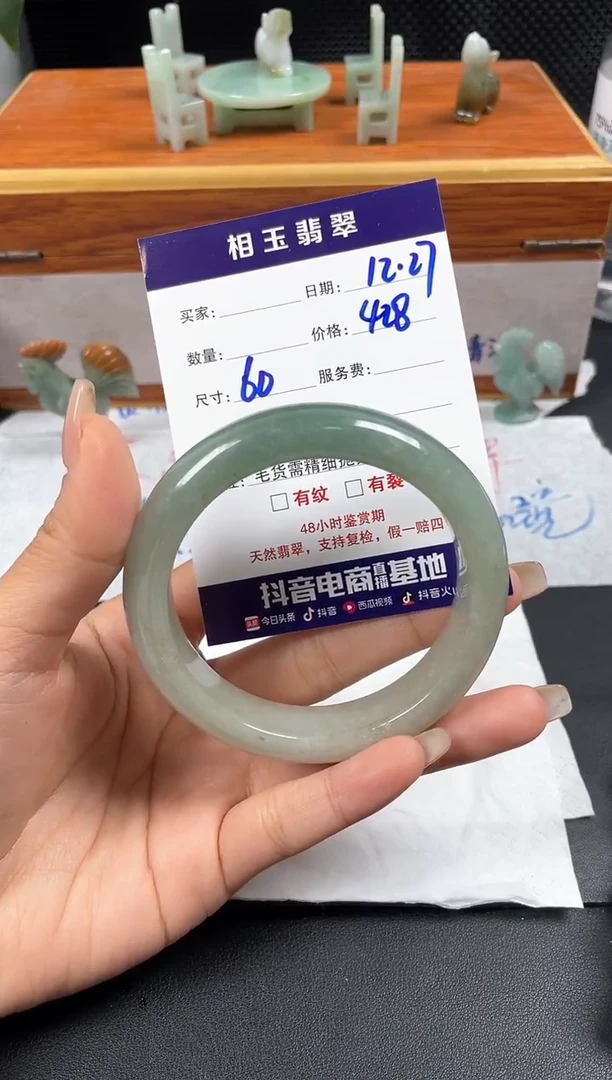 相玉翡翠
买家: 日期: 12.27
数量: 价格: 428
尺寸: 60 服务费:
毛货需精细抛
□有纹 □有裂
48小时鉴赏期
天然翡翠，支持复检，假一赔四
抖音电商直播基地
头条 今日头条 抖音 西瓜视频 抖音火